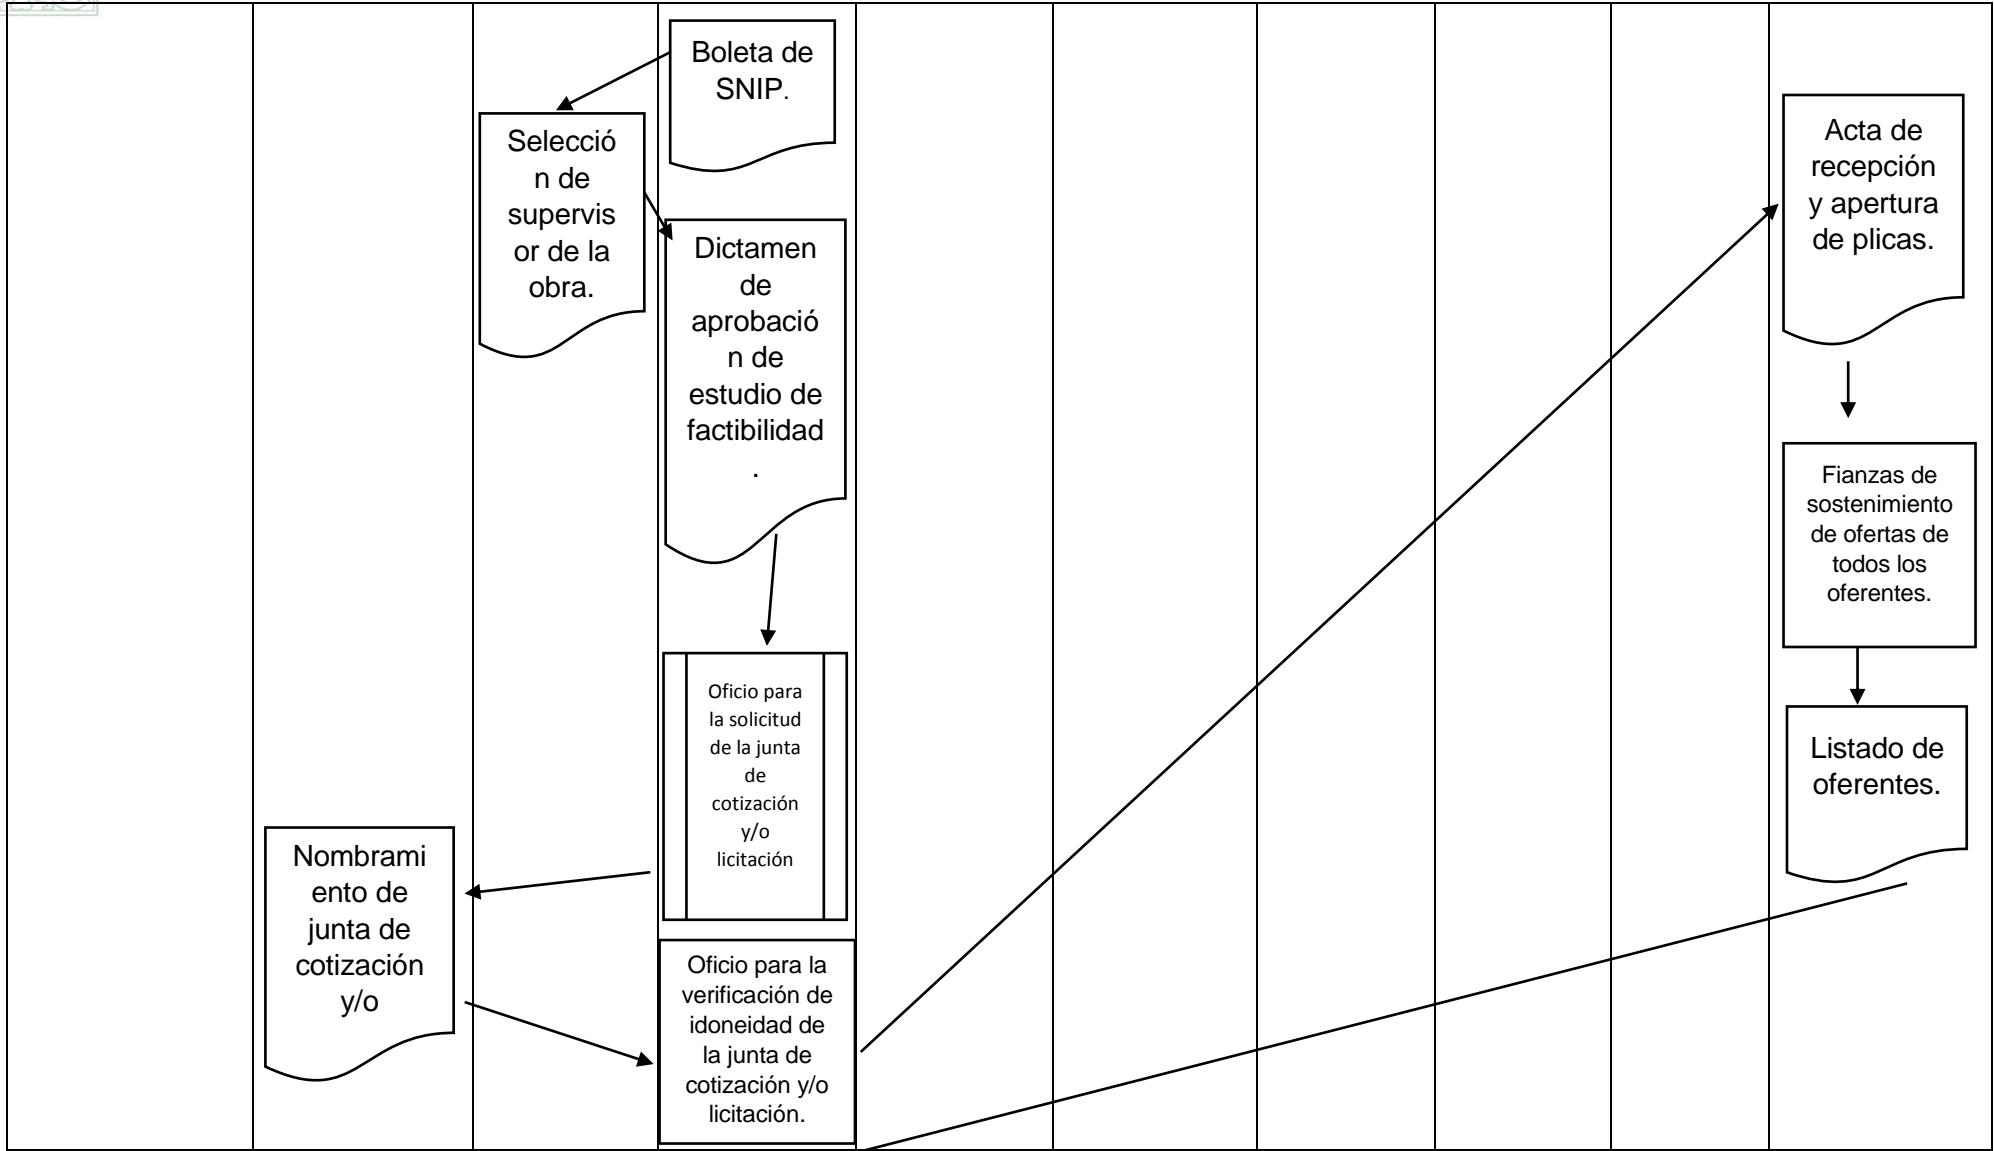 Boleta de
SNIP.
Selecció
n de
supervis
or de la
obra.
Dictamen
de
aprobació
n de
estudio de
factibilidad
.
Oficio para
la solicitud
de la junta
de
cotización
y/o
licitación
Nombrami
ento de
junta de
cotización
y/o
Oficio para la
verificación de
idoneidad de
la junta de
cotización y/o
licitación.
Acta de
recepción
y apertura
de plicas.
Fianzas de
sostenimiento
de ofertas de
todos los
oferentes.
Listado de
oferentes.